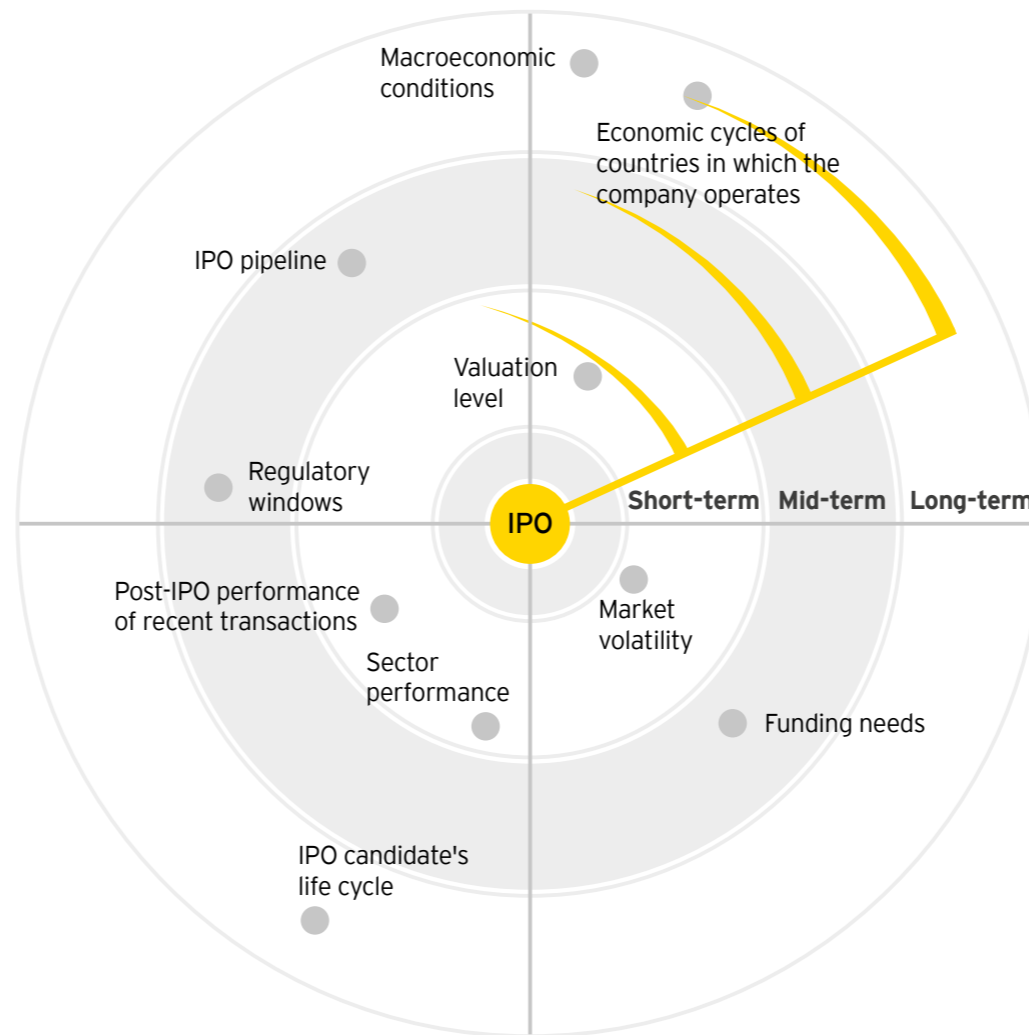 Macroeconomic
conditions
Economic cycles of
countries in which the
company operates
IPO pipeline
Valuation
level
Regulatory
windows
IPO
Short-term
Mid-term
Long-term
Post-IPO performance
of recent transactions
Market
volatility
Sector
performance
Funding needs
IPO candidate's
life cycle